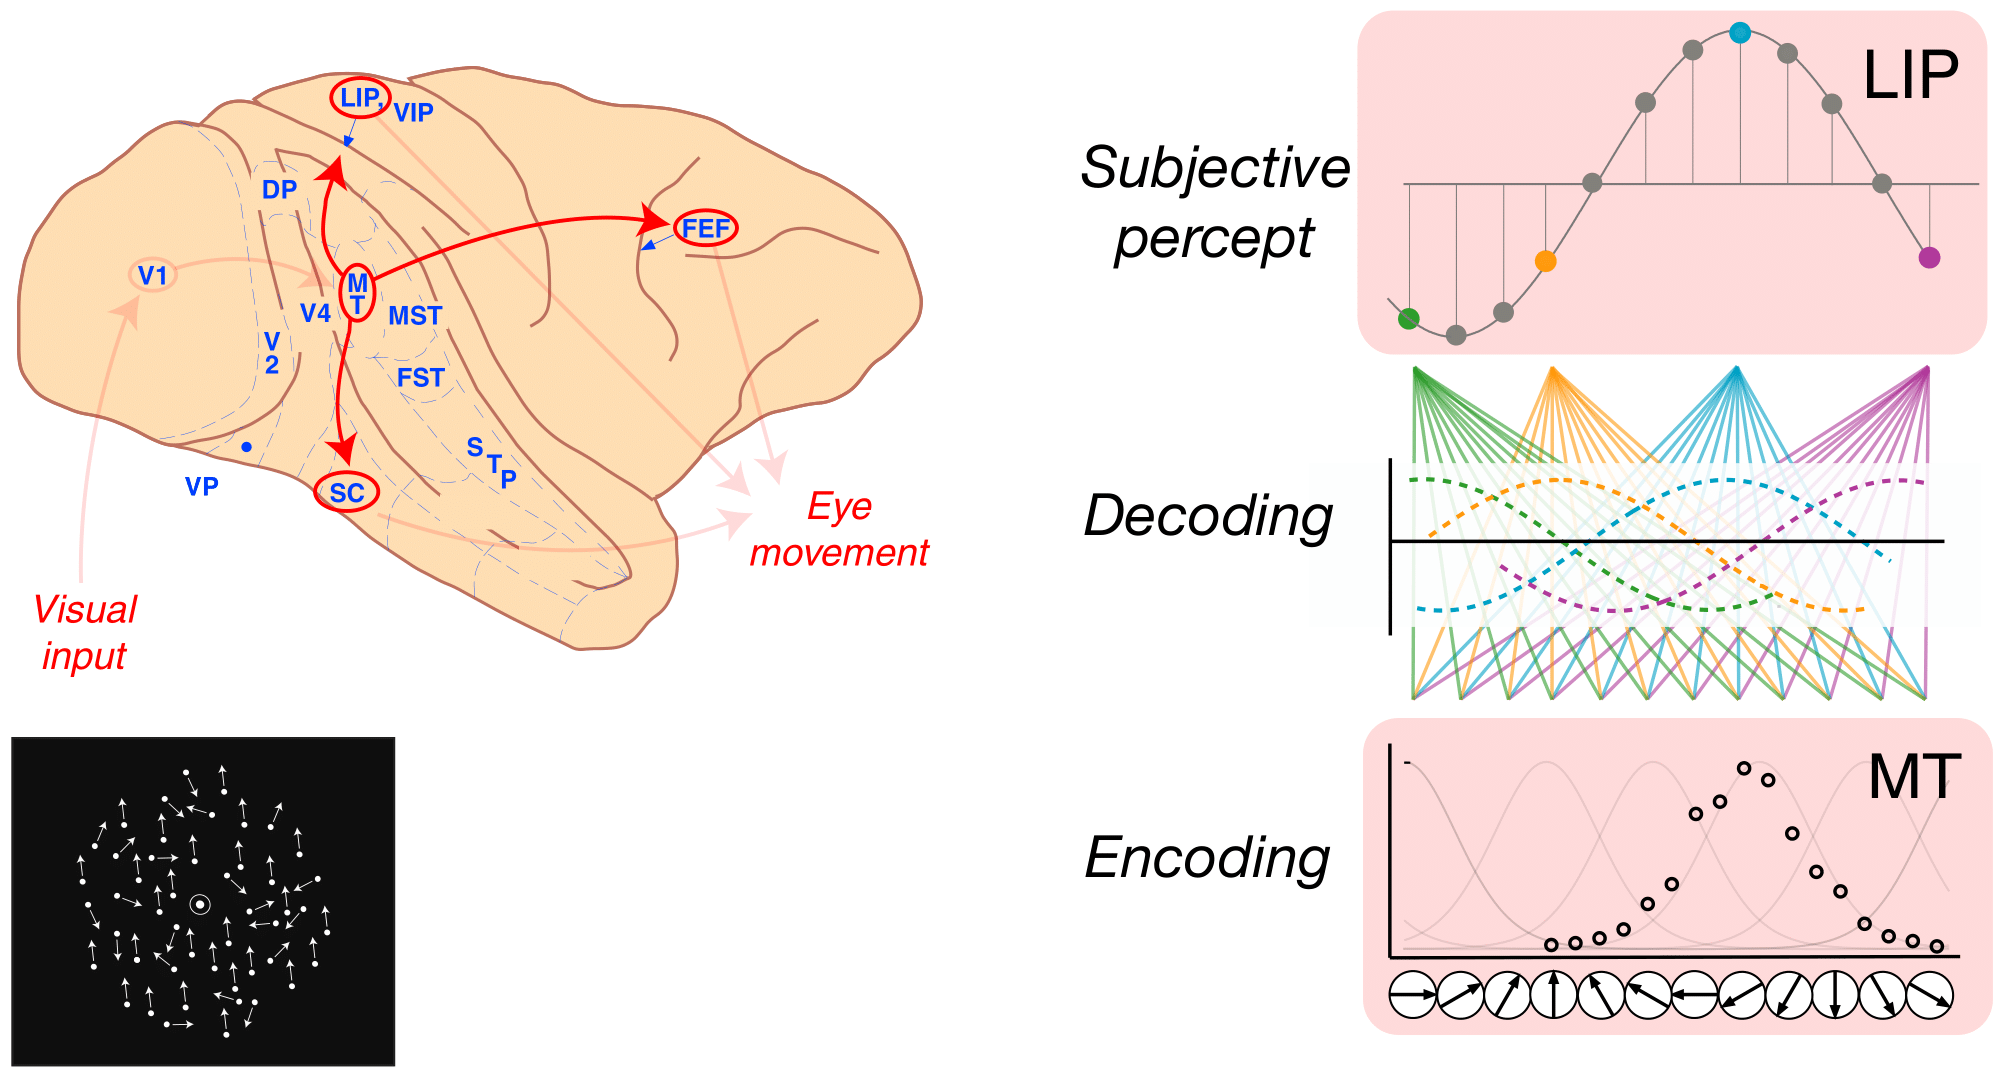 LIP,
VIP
DP
FEF
V1
M
T
V4
MST
V
2
FST
S
T
P
VP
SC
Eye
movement
Visual
input
Subjective
percept
LIP
Decoding
Encoding
MT